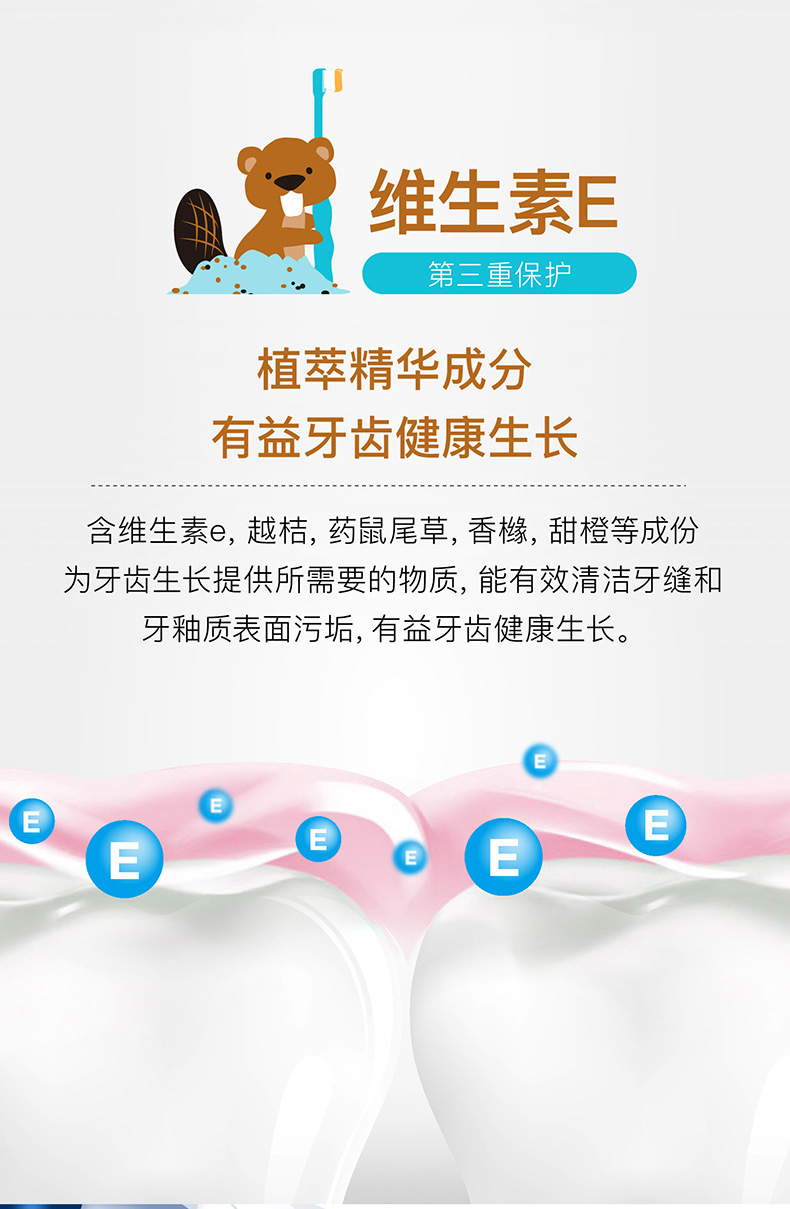 维生素E
第三重保护
植萃精华成分
有益牙齿健康生长
含维生素e, 越桔, 药鼠尾草, 香橼, 甜橙等成份
为牙齿生长提供所需要的物质, 能有效清洁牙缝和
牙釉质表面污垢, 有益牙齿健康生长。
E
E
E
E
E
E
E
E